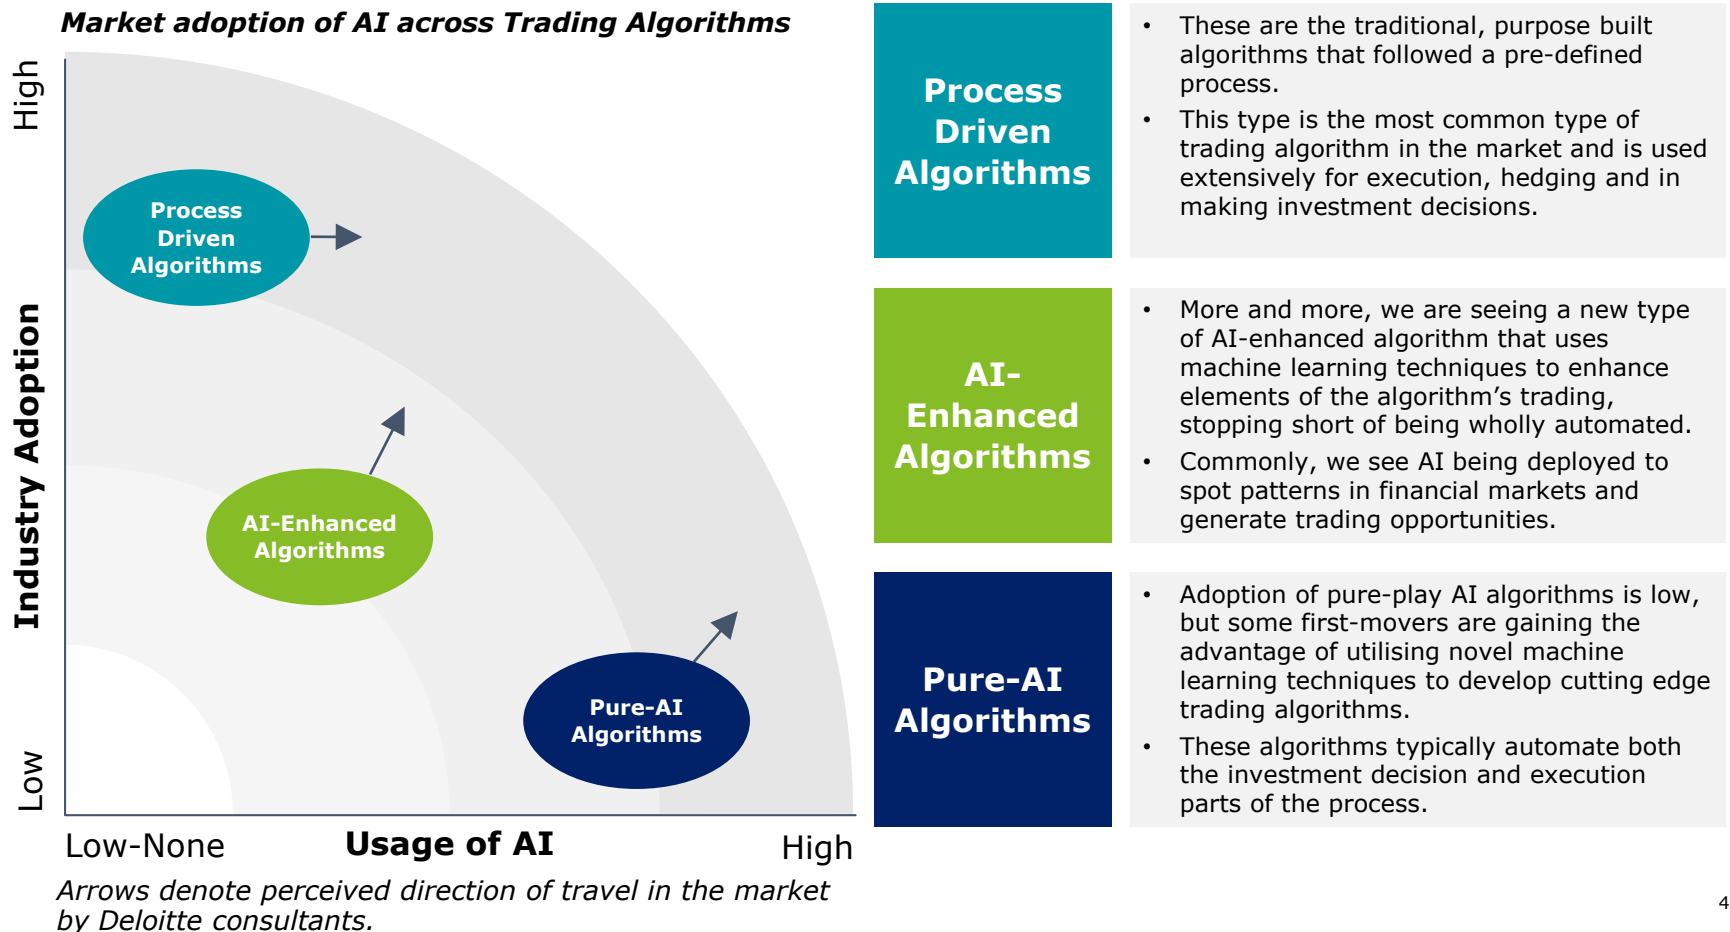 Market adoption of AI across Trading Algorithms
High
Industry Adoption
Low
Process
Driven
Algorithms
AI-Enhanced
Algorithms
Pure-AI
Algorithms
Low-None
Usage of AI
High
Arrows denote perceived direction of travel in the market
by Deloitte consultants.
Process
Driven
Algorithms
• These are the traditional, purpose built
algorithms that followed a pre-defined
process.
• This type is the most common type of
trading algorithm in the market and is used
extensively for execution, hedging and in
making investment decisions.
AI-
Enhanced
Algorithms
• More and more, we are seeing a new type
of AI-enhanced algorithm that uses
machine learning techniques to enhance
elements of the algorithm’s trading,
stopping short of being wholly automated.
• Commonly, we see AI being deployed to
spot patterns in financial markets and
generate trading opportunities.
Pure-AI
Algorithms
• Adoption of pure-play AI algorithms is low,
but some first-movers are gaining the
advantage of utilising novel machine
learning techniques to develop cutting edge
trading algorithms.
• These algorithms typically automate both
the investment decision and execution
parts of the process.
4